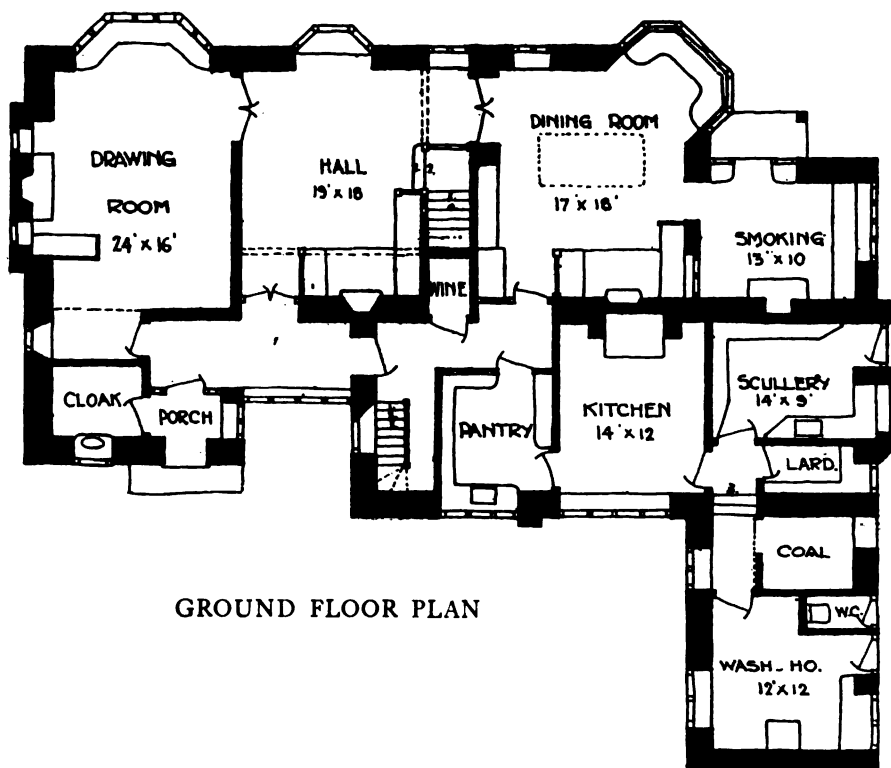 DRAWING
ROOM
24' x 16'
HALL
19' x 18
DINING ROOM
17' x 18'
SMOKING
13' x 10
WINE
CLOAK
PORCH
PANTRY
KITCHEN
14' x 12
SCULLERY
14' x 9'
LARD.
COAL
W.C.
WASH-HO.
12' x 12
GROUND FLOOR PLAN